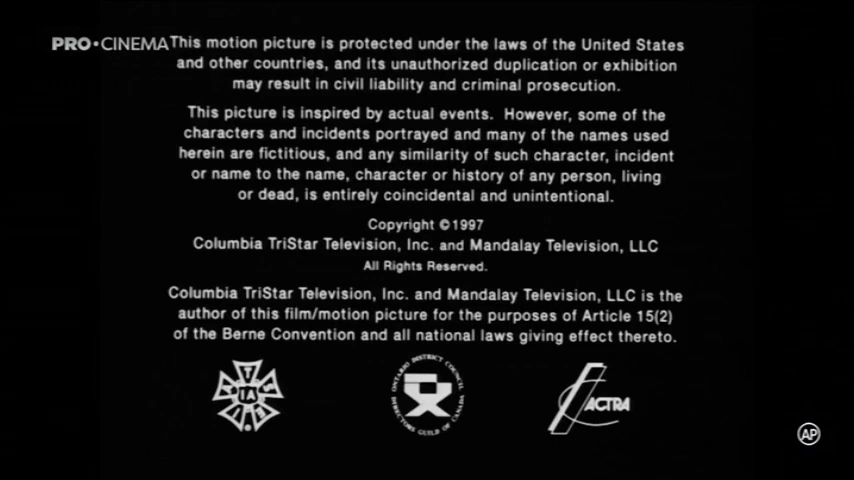 PRO•CINEMA
This motion picture is protected under the laws of the United States
and other countries, and its unauthorized duplication or exhibition
may result in civil liability and criminal prosecution.
This picture is inspired by actual events. However, some of the
characters and incidents portrayed and many of the names used
herein are fictitious, and any similarity of such character, incident
or name to the name, character or history of any person, living
or dead, is entirely coincidental and unintentional.
Copyright ©1997
Columbia TriStar Television, Inc. and Mandalay Television, LLC
All Rights Reserved.
Columbia TriStar Television, Inc. and Mandalay Television, LLC is the
author of this film/motion picture for the purposes of Article 15(2)
of the Berne Convention and all national laws giving effect thereto.
IA
T
S
E
M
ONTARIO DISTRICT COUNCIL
DIRECTORS GUILD OF CANADA
ACTRA
AP